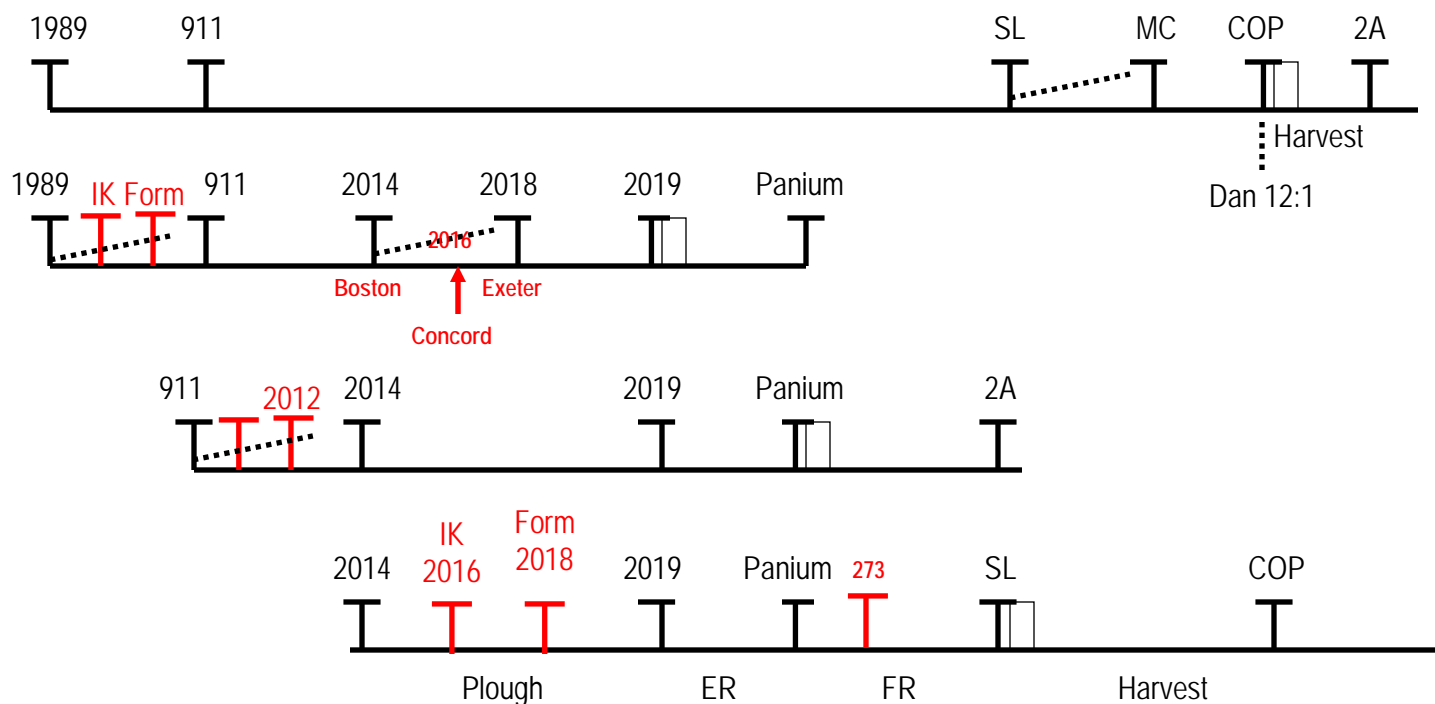 1989 911 SL MC COP 2A
Harvest
Dan 12:1
1989 IK Form 911 2014 2018 2019 Panium
2016
Boston Exeter
Concord
911 2012 2014 2019 Panium 2A
IK Form
2014 2016 2018 2019 Panium 273 SL COP
Plough ER FR Harvest